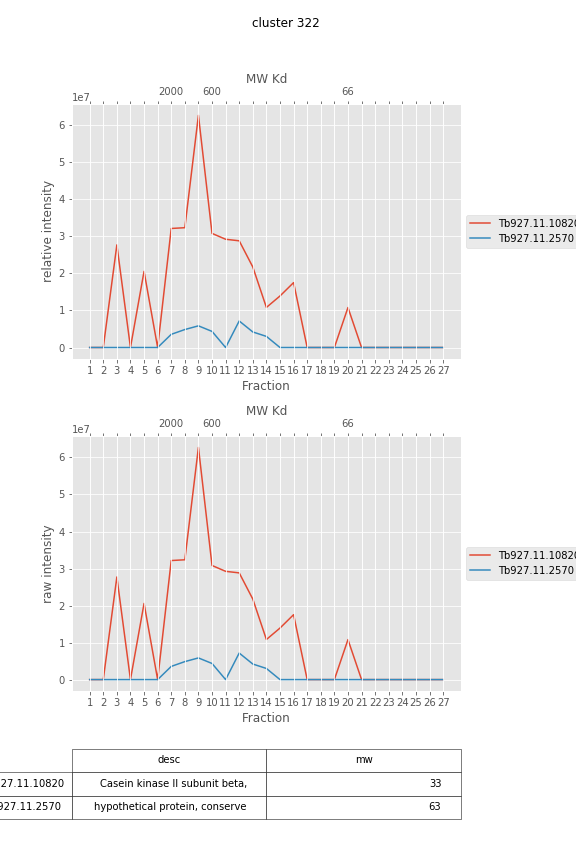 cluster 322
MW Kd
2000 600 66
1e7
6
5
4
3
2
1
0
relative intensity
1 2 3 4 5 6 7 8 9 10 11 12 13 14 15 16 17 18 19 20 21 22 23 24 25 26 27
Fraction
Tb927.11.10820
Tb927.11.2570
MW Kd
2000 600 66
1e7
6
5
4
3
2
1
0
raw intensity
1 2 3 4 5 6 7 8 9 10 11 12 13 14 15 16 17 18 19 20 21 22 23 24 25 26 27
Fraction
Tb927.11.10820
Tb927.11.2570
desc mw
27.11.10820 Casein kinase II subunit beta, 33
927.11.2570 hypothetical protein, conserve 63